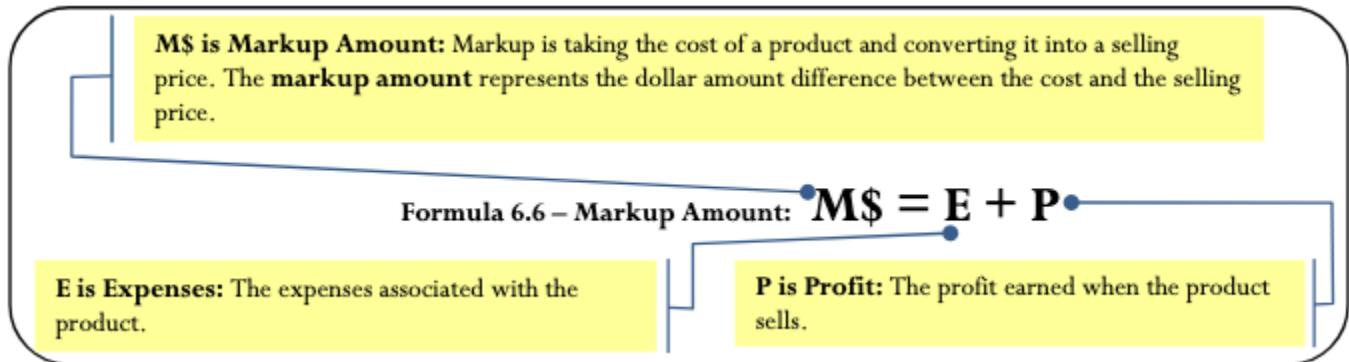 M$ is Markup Amount: Markup is taking the cost of a product and converting it into a selling
price. The markup amount represents the dollar amount difference between the cost and the selling
price.
Formula 6.6 – Markup Amount: M$ = E + P
E is Expenses: The expenses associated with the
product.
P is Profit: The profit earned when the product
sells.